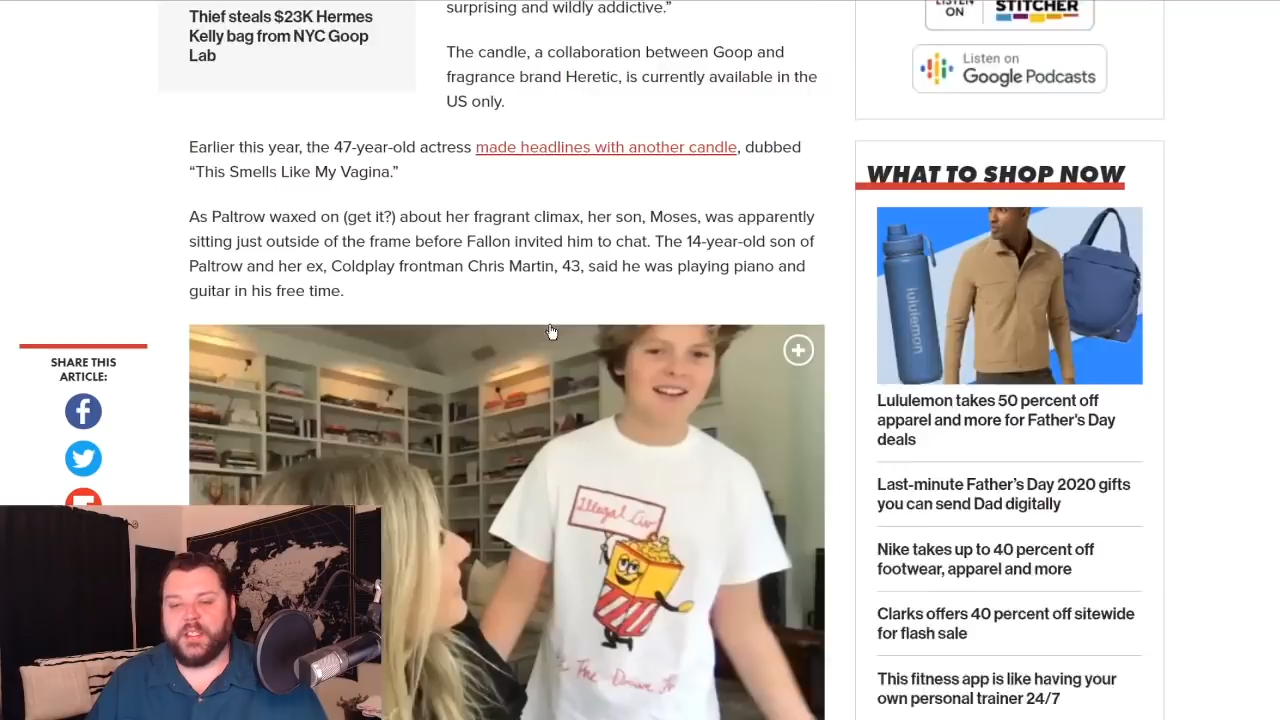 Thief steals $23K Hermes
Kelly bag from NYC Goop
Lab
surprising and wildly addictive.”
The candle, a collaboration between Goop and
fragrance brand Heretic, is currently available in the
US only.
Earlier this year, the 47-year-old actress made headlines with another candle, dubbed
“This Smells Like My Vagina.”
As Paltrow waxed on (get it?) about her fragrant climax, her son, Moses, was apparently
sitting just outside of the frame before Fallon invited him to chat. The 14-year-old son of
Paltrow and her ex, Coldplay frontman Chris Martin, 43, said he was playing piano and
guitar in his free time.
SHARE THIS
ARTICLE:
Illegal Civ
The
LISTEN
ON
STITCHER
Listen on
Google Podcasts
WHAT TO SHOP NOW
lululemon
Lululemon takes 50 percent off
apparel and more for Father's Day
deals
Last-minute Father’s Day 2020 gifts
you can send Dad digitally
Nike takes up to 40 percent off
footwear, apparel and more
Clarks offers 40 percent off sitewide
for flash sale
This fitness app is like having your
own personal trainer 24/7